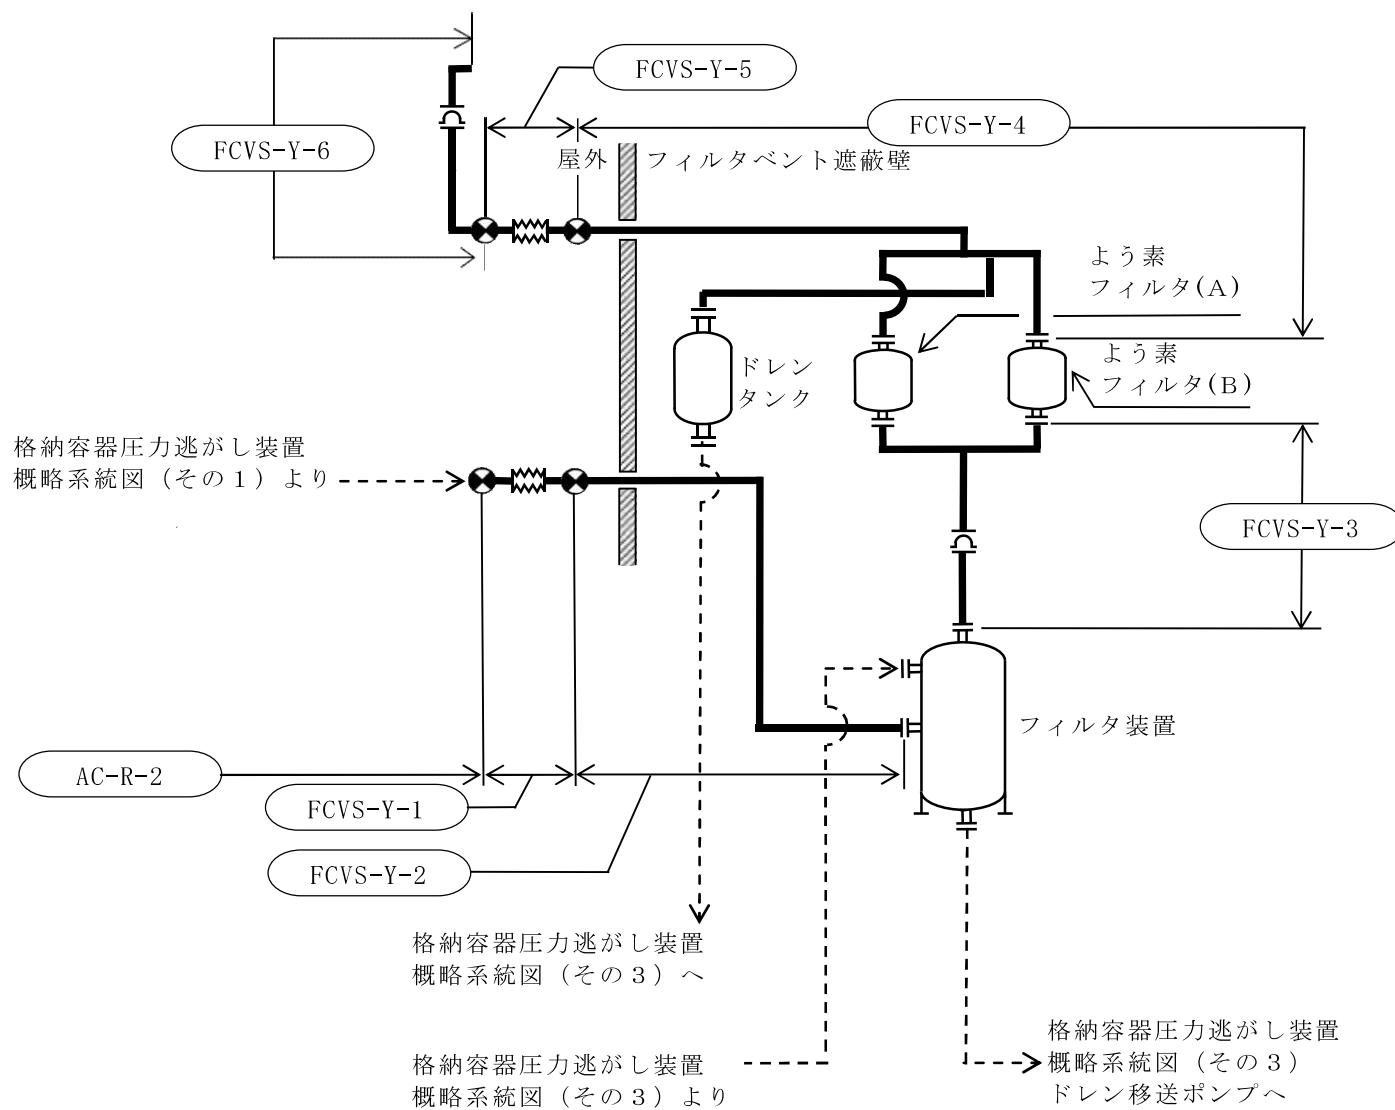 FCVS-Y-5
FCVS-Y-4
FCVS-Y-6
屋外
フィルタベント遮蔽壁
よう素
フィルタ(A)
よう素
フィルタ(B)
ドレン
タンク
格納容器圧力逃がし装置
概略系統図（その１）より
FCVS-Y-3
フィルタ装置
AC-R-2
FCVS-Y-1
FCVS-Y-2
格納容器圧力逃がし装置
概略系統図（その３）へ
格納容器圧力逃がし装置
概略系統図（その３）より
格納容器圧力逃がし装置
概略系統図（その３）
ドレン移送ポンプへ